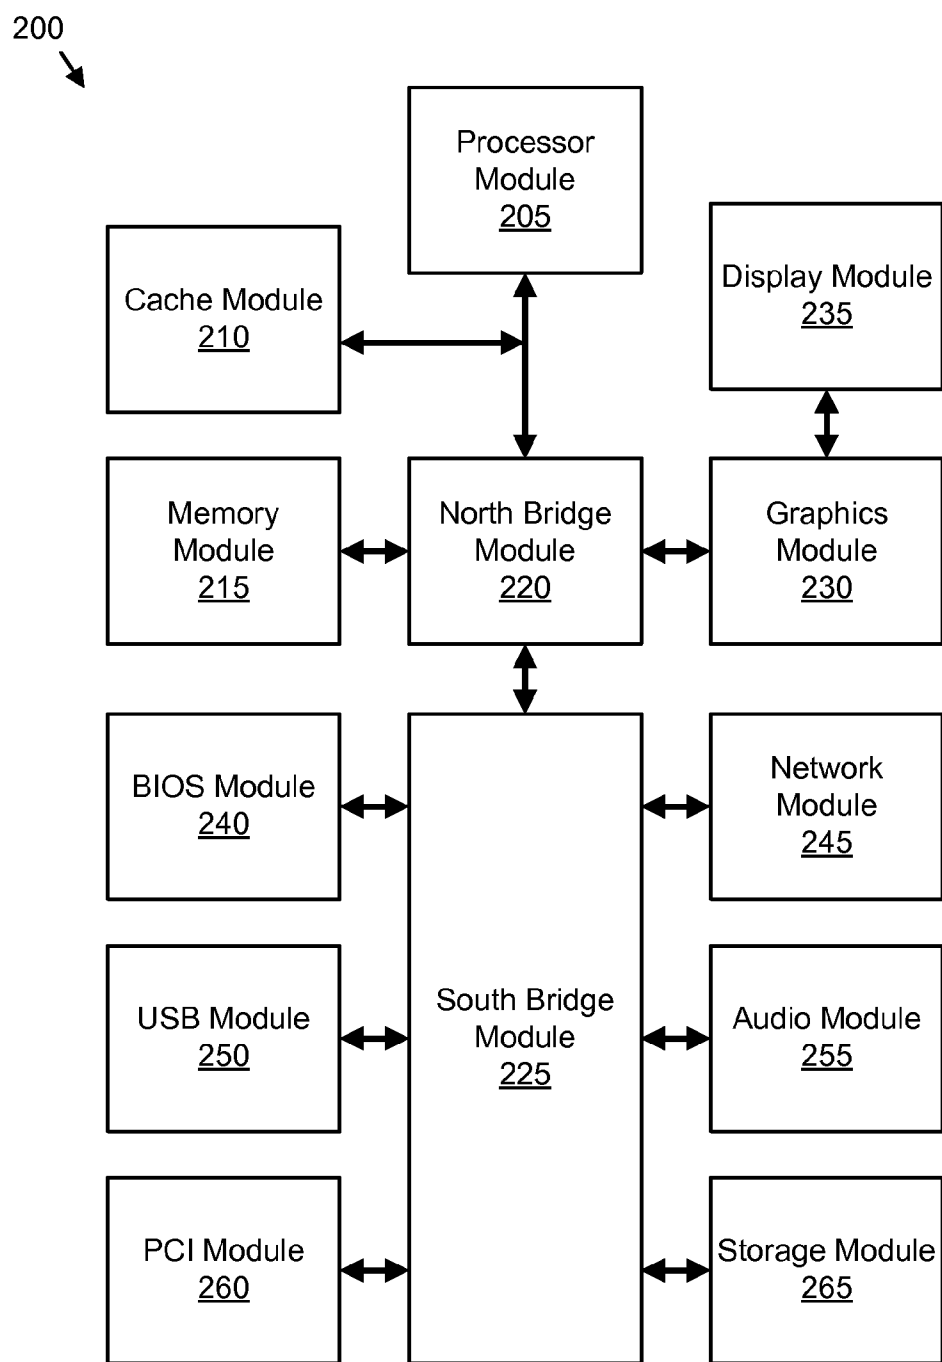 200
Processor
Module
205
Cache Module
210
Display Module
235
Memory
Module
215
North Bridge
Module
220
Graphics
Module
230
BIOS Module
240
Network
Module
245
USB Module
250
South Bridge
Module
225
Audio Module
255
PCI Module
260
Storage Module
265